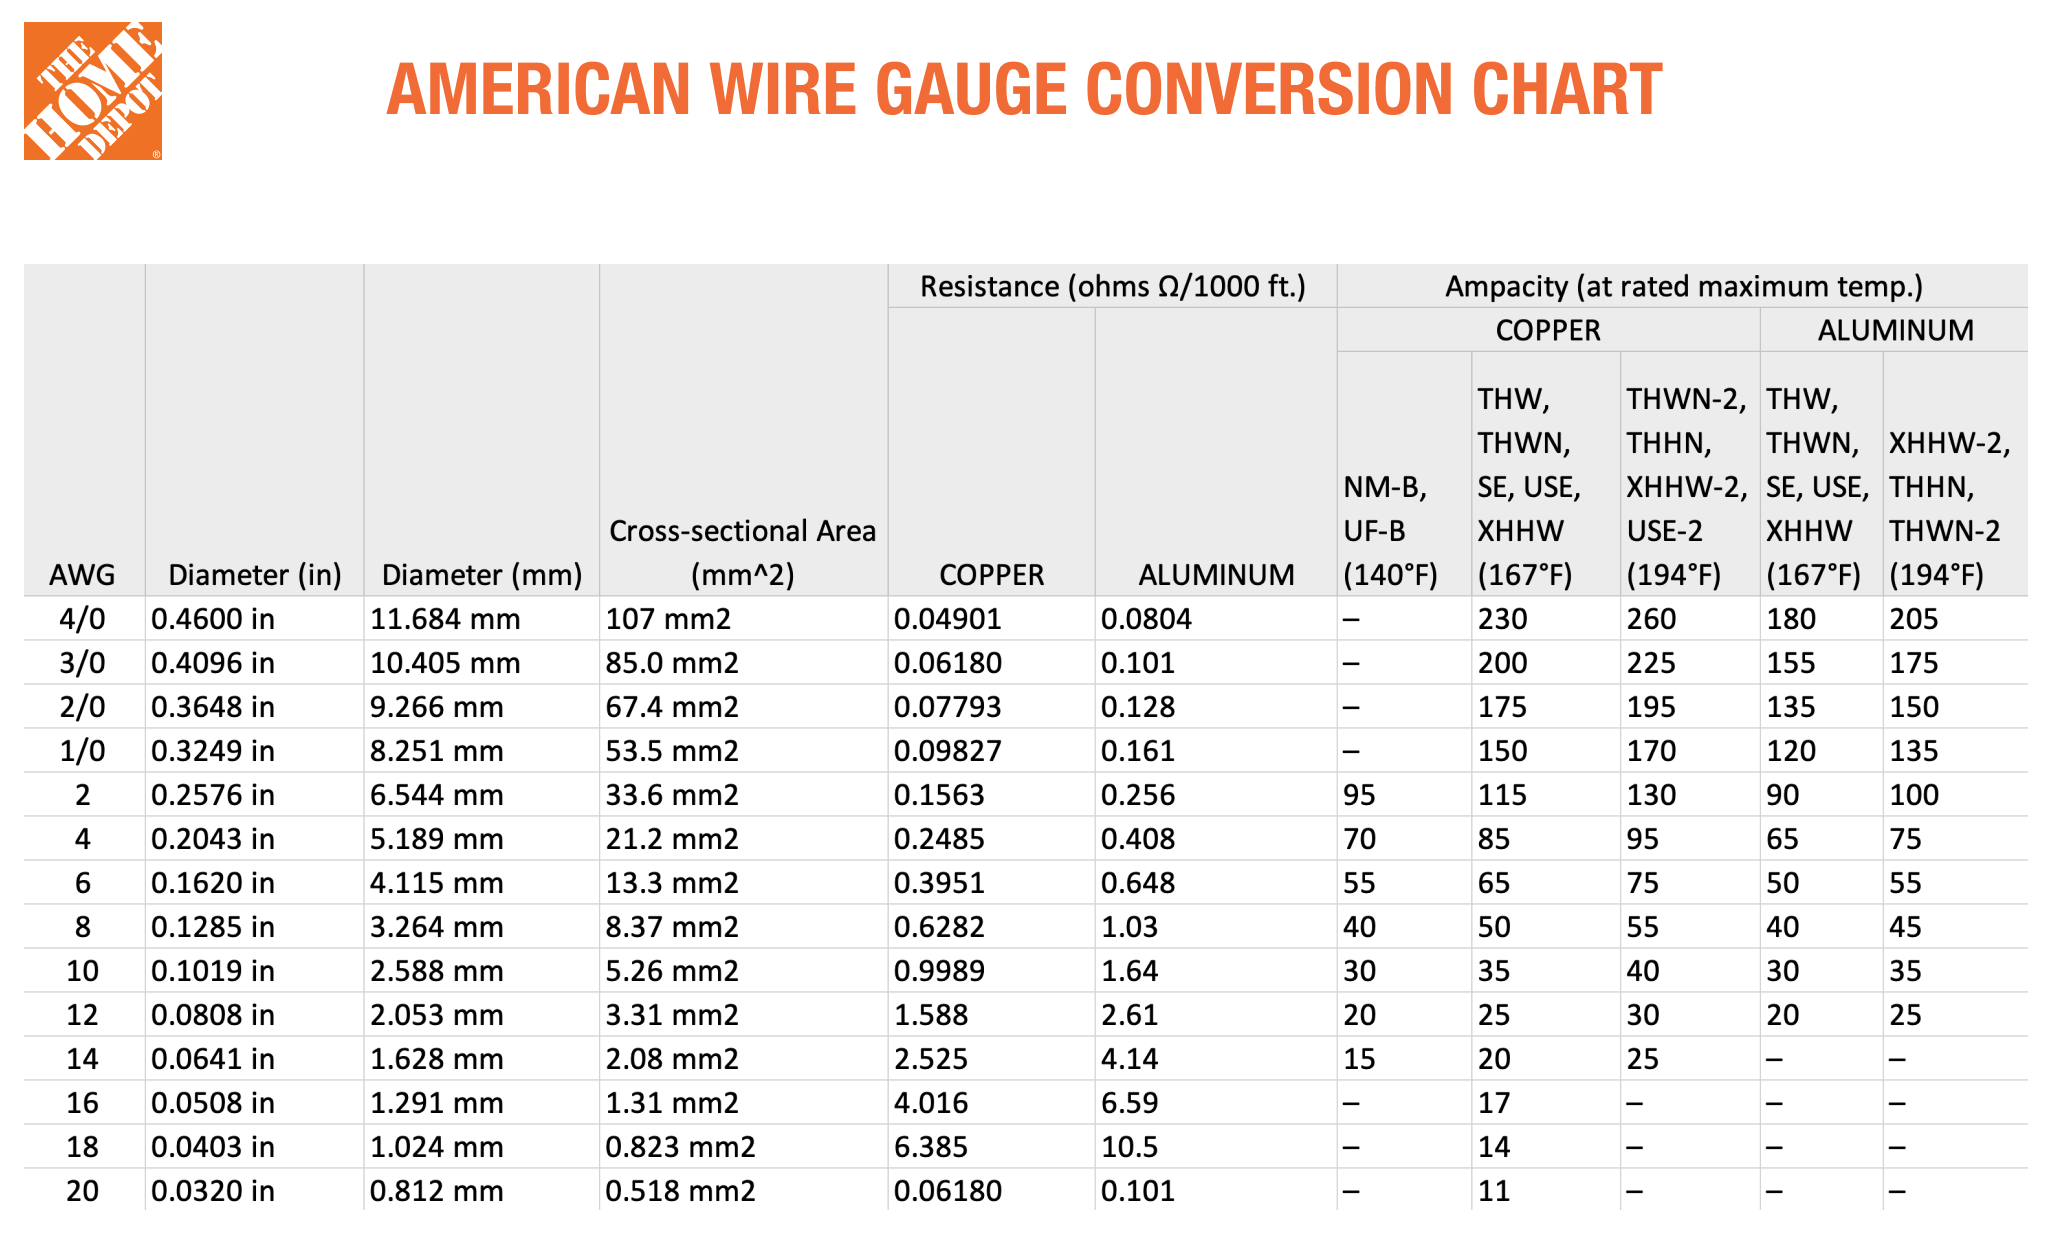 THE
HOME
DEPOT
®
AMERICAN WIRE GAUGE CONVERSION CHART
Resistance (ohms Ω/1000 ft.) Ampacity (at rated maximum temp.)
COPPER ALUMINUM
AWG
Diameter (in)
Diameter (mm)
Cross-sectional Area
(mm^2)
COPPER
ALUMINUM
NM-B,
UF-B
(140°F)
THW,
THWN,
SE, USE,
XHHW
(167°F)
THWN-2,
THHN,
XHHW-2,
USE-2
(194°F)
THW,
THWN,
SE, USE,
XHHW
(167°F)
XHHW-2,
THHN,
THWN-2
(194°F)
4/0 0.4600 in 11.684 mm 107 mm2 0.04901 0.0804 – 230 260 180 205
3/0 0.4096 in 10.405 mm 85.0 mm2 0.06180 0.101 – 200 225 155 175
2/0 0.3648 in 9.266 mm 67.4 mm2 0.07793 0.128 – 175 195 135 150
1/0 0.3249 in 8.251 mm 53.5 mm2 0.09827 0.161 – 150 170 120 135
2 0.2576 in 6.544 mm 33.6 mm2 0.1563 0.256 95 115 130 90 100
4 0.2043 in 5.189 mm 21.2 mm2 0.2485 0.408 70 85 95 65 75
6 0.1620 in 4.115 mm 13.3 mm2 0.3951 0.648 55 65 75 50 55
8 0.1285 in 3.264 mm 8.37 mm2 0.6282 1.03 40 50 55 40 45
10 0.1019 in 2.588 mm 5.26 mm2 0.9989 1.64 30 35 40 30 35
12 0.0808 in 2.053 mm 3.31 mm2 1.588 2.61 20 25 30 20 25
14 0.0641 in 1.628 mm 2.08 mm2 2.525 4.14 15 20 25 – –
16 0.0508 in 1.291 mm 1.31 mm2 4.016 6.59 – 17 – – –
18 0.0403 in 1.024 mm 0.823 mm2 6.385 10.5 – 14 – – –
20 0.0320 in 0.812 mm 0.518 mm2 0.06180 0.101 – 11 – – –